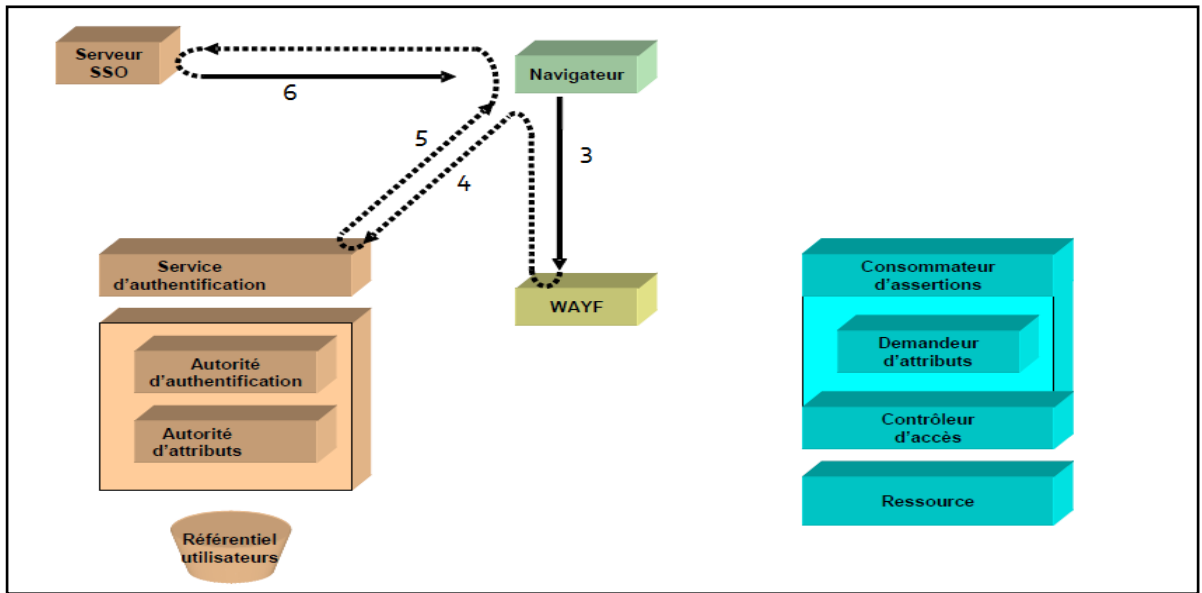 Serveur
SSO
Navigateur
6
5
4
3
Service
d'authentification
WAYF
Consommateur
d'assertions
Autorité
d'authentification
Demandeur
d'attributs
Autorité
d'attributs
Contrôleur
d'accès
Ressource
Référentiel
utilisateurs